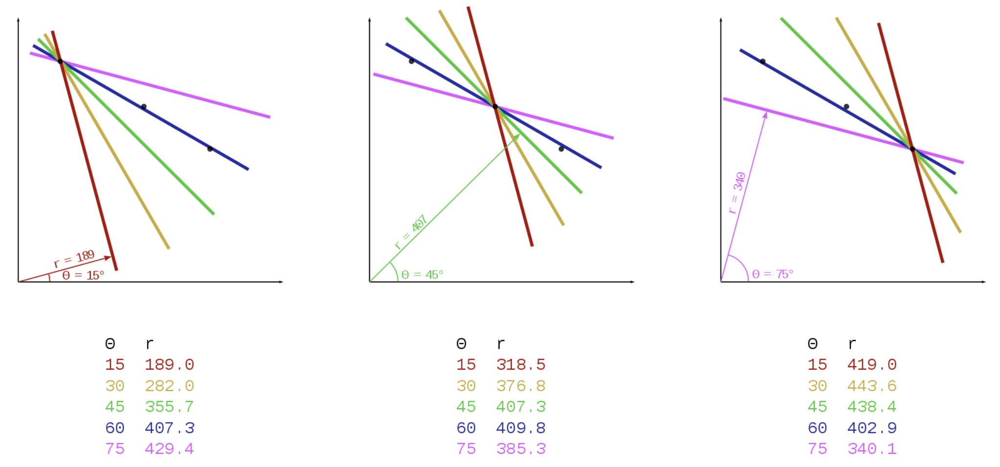 r = 189
θ = 15°
r = 407
θ = 45°
r = 340
θ = 75°
Θ r
15 189.0
30 282.0
45 355.7
60 407.3
75 429.4
Θ r
15 318.5
30 376.8
45 407.3
60 409.8
75 385.3
Θ r
15 419.0
30 443.6
45 438.4
60 402.9
75 340.1